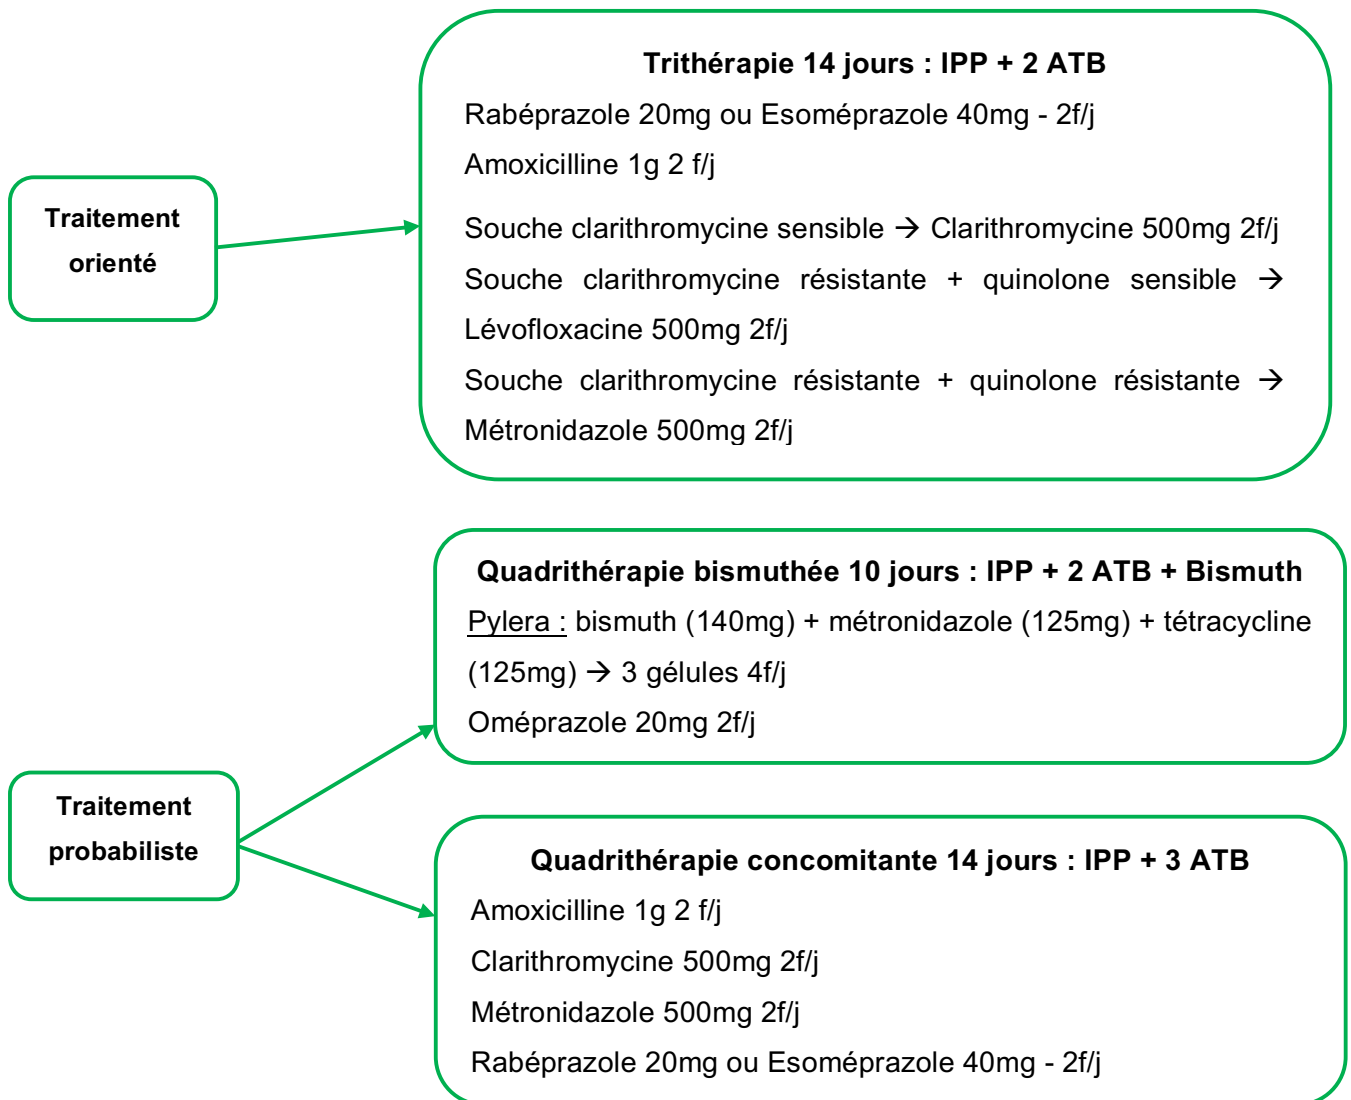 Trithérapie 14 jours : IPP + 2 ATB
Rabéprazole 20mg ou Esoméprazole 40mg - 2f/j
Amoxicilline 1g 2 f/j
Traitement
orienté
Souche clarithromycine sensible → Clarithromycine 500mg 2f/j
Souche clarithromycine résistante + quinolone sensible →
Lévofloxacine 500mg 2f/j
Souche clarithromycine résistante + quinolone résistante →
Métronidazole 500mg 2f/j
Quadrithérapie bismuthée 10 jours : IPP + 2 ATB + Bismuth
Pylera : bismuth (140mg) + métronidazole (125mg) + tétracycline
(125mg) → 3 gélules 4f/j
Oméprazole 20mg 2f/j
Traitement
probabiliste
Quadrithérapie concomitante 14 jours : IPP + 3 ATB
Amoxicilline 1g 2 f/j
Clarithromycine 500mg 2f/j
Métronidazole 500mg 2f/j
Rabéprazole 20mg ou Esoméprazole 40mg - 2f/j